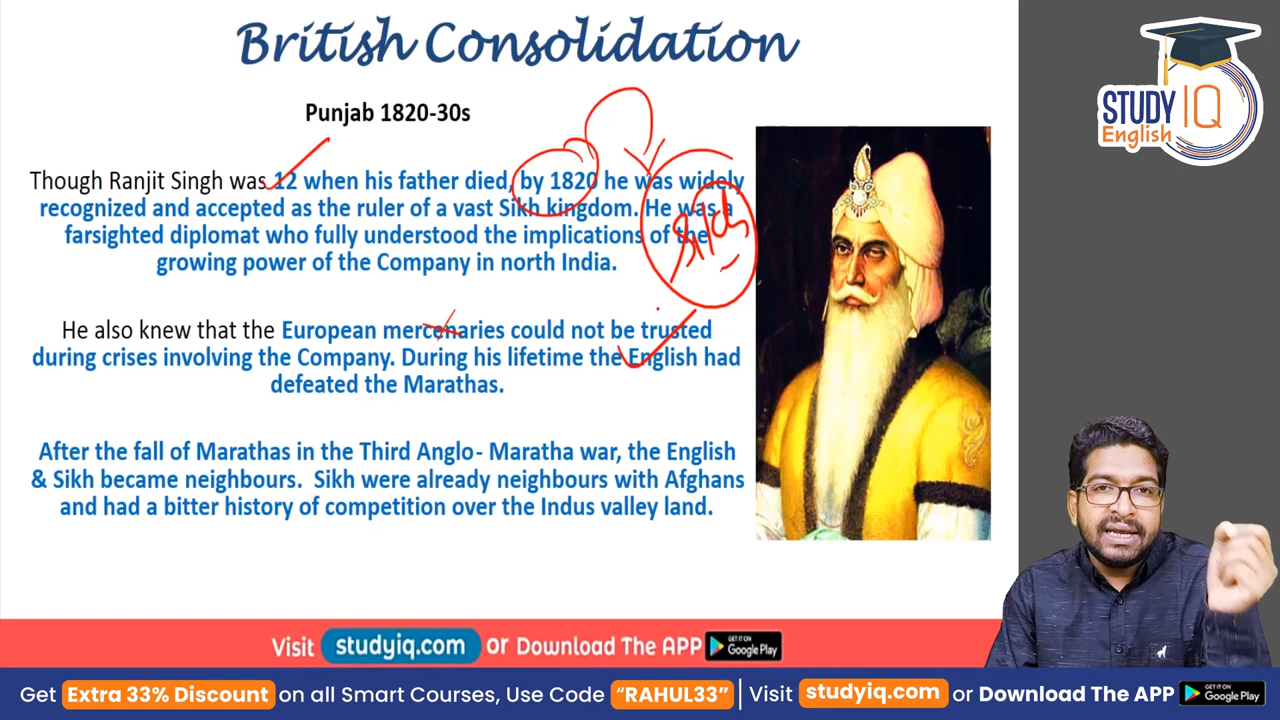 British Consolidation
Punjab 1820-30s
Though Ranjit Singh was 12 when his father died, by 1820 he was widely
recognized and accepted as the ruler of a vast Sikh kingdom. He was a
farsighted diplomat who fully understood the implications of the
growing power of the Company in north India.
Sikh
He also knew that the European mercenaries could not be trusted
during crises involving the Company. During his lifetime the English had
defeated the Marathas.
After the fall of Marathas in the Third Anglo- Maratha war, the English
& Sikh became neighbours. Sikh were already neighbours with Afghans
and had a bitter history of competition over the Indus valley land.
STUDY IQ
English
Visit studyiq.com or Download The APP GET IT ON Google Play
Get Extra 33% Discount on all Smart Courses, Use Code "RAHUL33" | Visit studyiq.com or Download The APP GET IT ON Google Play